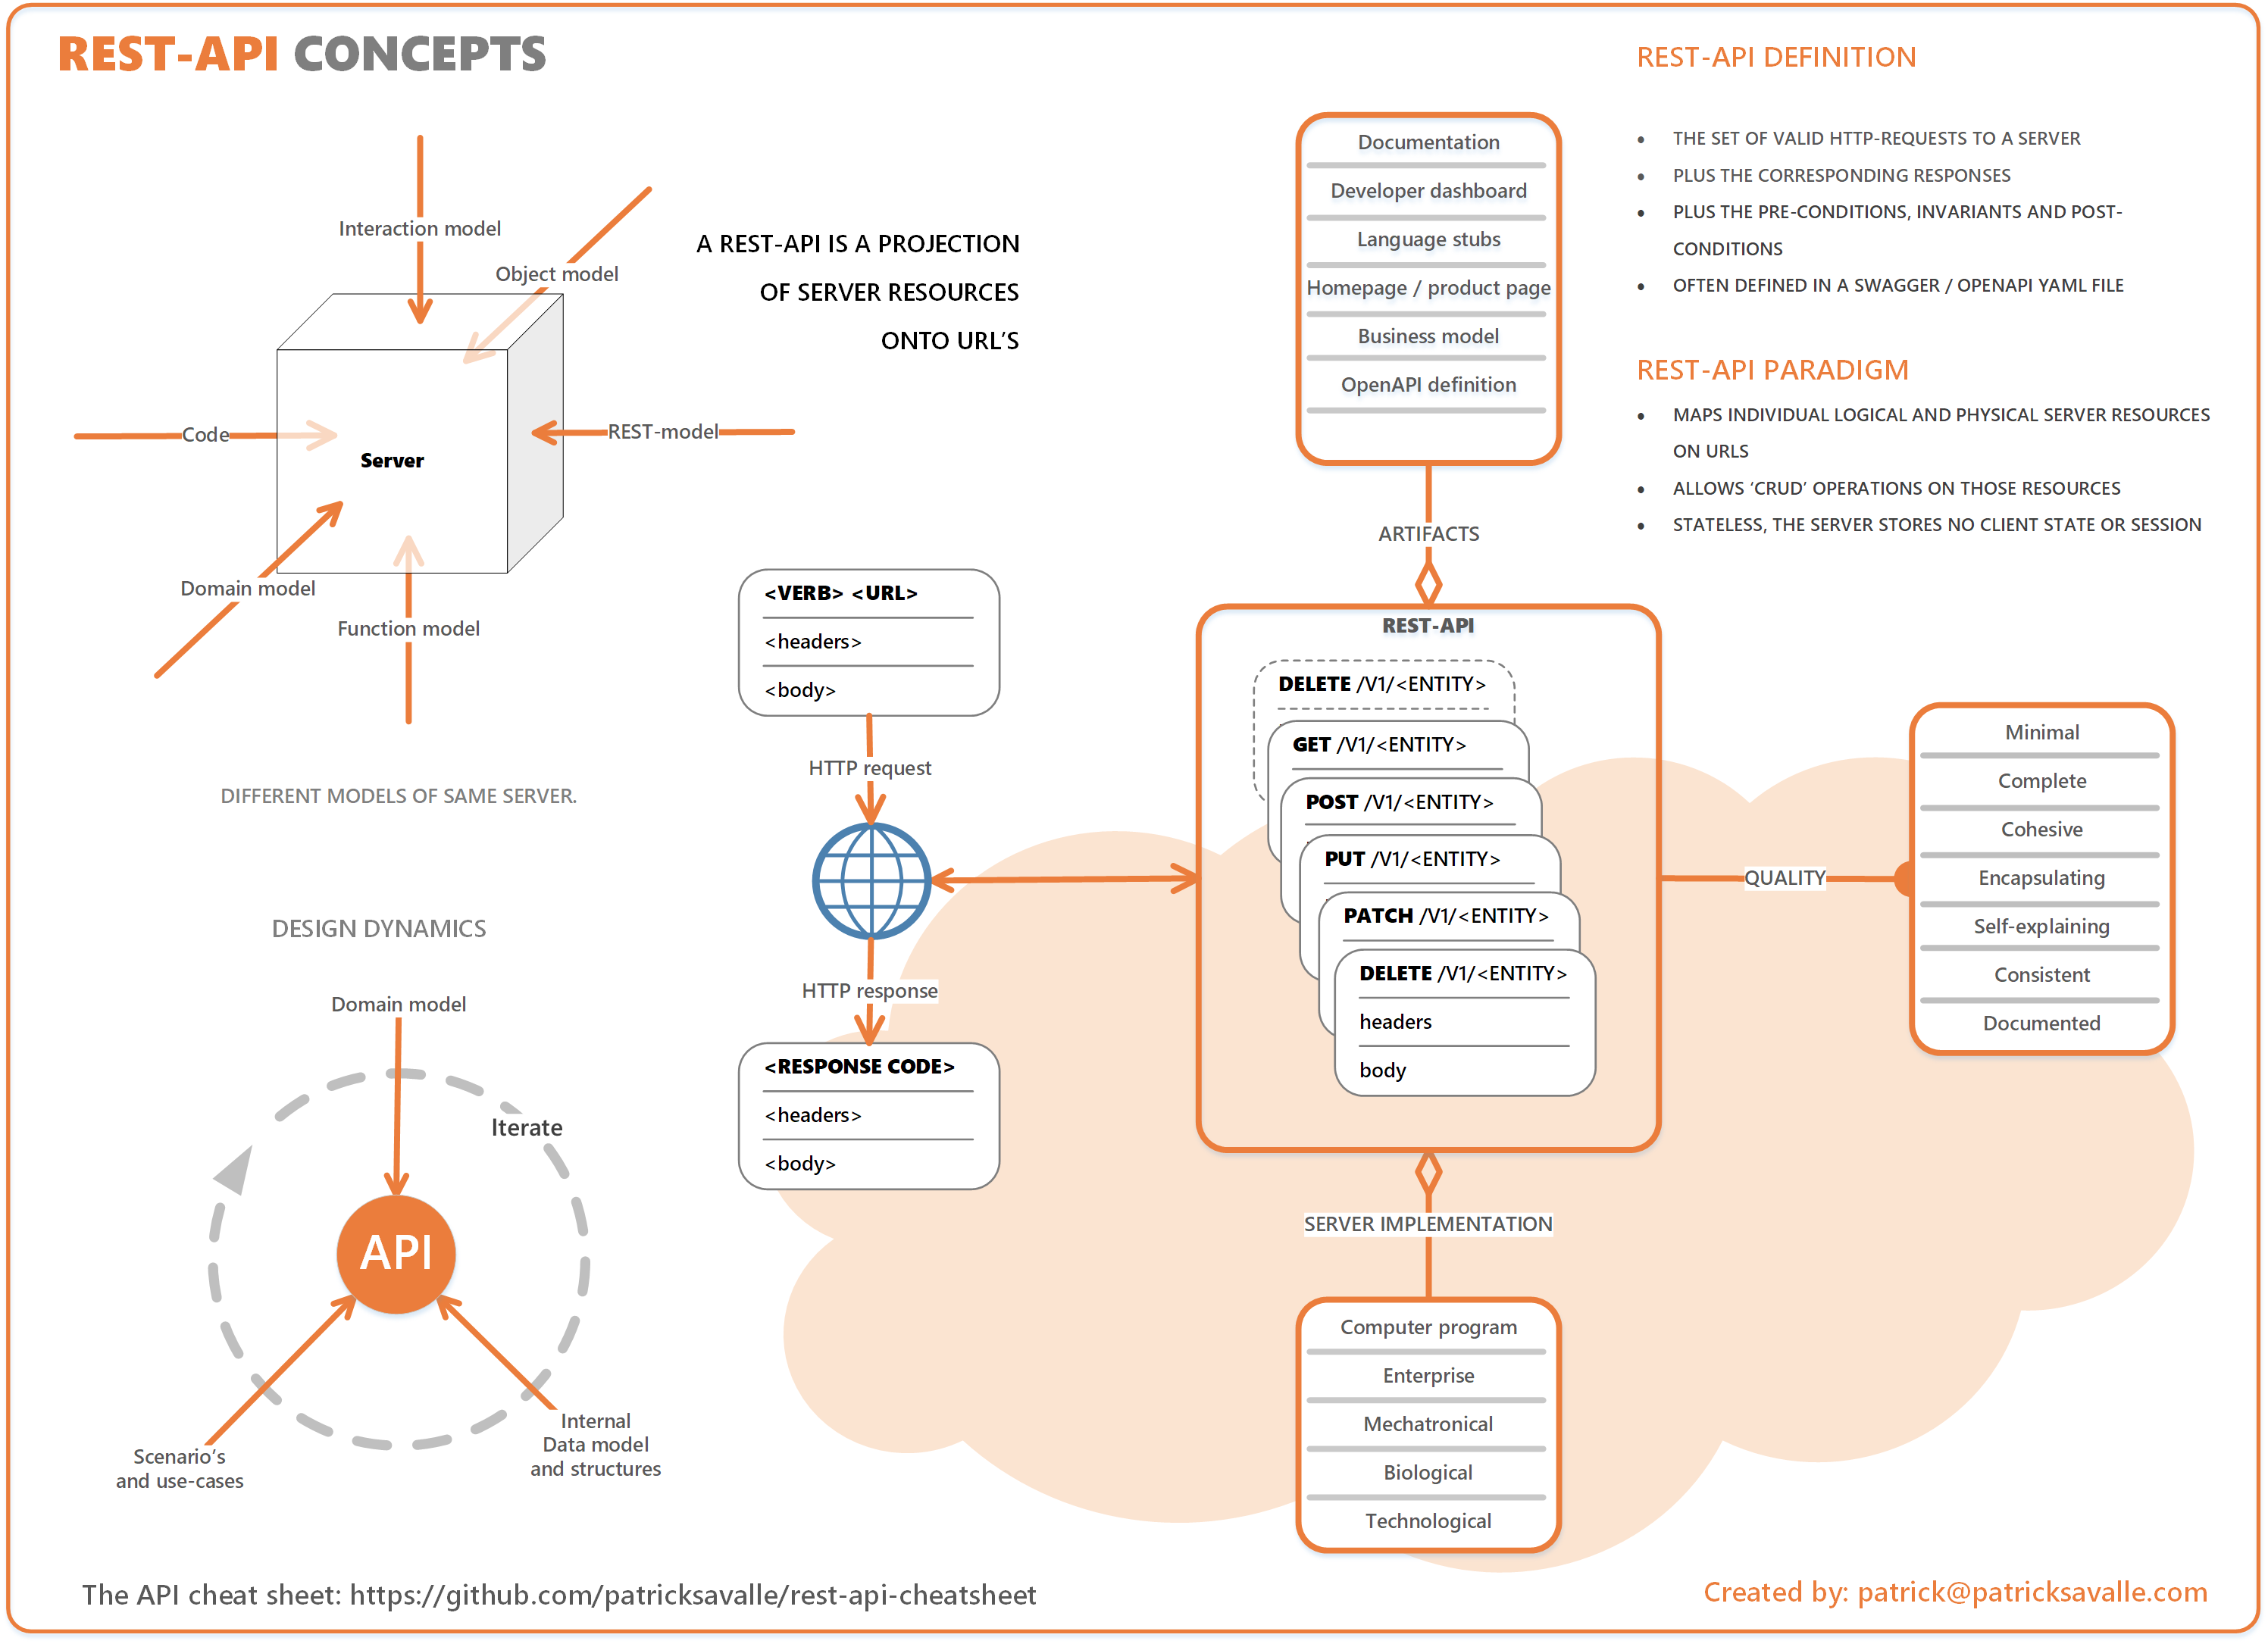 REST-API CONCEPTS
Interaction model
Object model
Code
Server
REST-model
Domain model
Function model
DIFFERENT MODELS OF SAME SERVER.
A REST-API IS A PROJECTION
OF SERVER RESOURCES
ONTO URL’S
DESIGN DYNAMICS
Domain model
Iterate
API
Scenario’s
and use-cases
Internal
Data model
and structures
<VERB> <URL>
<headers>
<body>
HTTP request
HTTP response
<RESPONSE CODE>
<headers>
<body>
Documentation
Developer dashboard
Language stubs
Homepage / product page
Business model
OpenAPI definition
ARTIFACTS
REST-API
DELETE /V1/<ENTITY>
GET /V1/<ENTITY>
POST /V1/<ENTITY>
PUT /V1/<ENTITY>
PATCH /V1/<ENTITY>
DELETE /V1/<ENTITY>
headers
body
SERVER IMPLEMENTATION
Computer program
Enterprise
Mechatronical
Biological
Technological
QUALITY
Minimal
Complete
Cohesive
Encapsulating
Self-explaining
Consistent
Documented
REST-API DEFINITION
• THE SET OF VALID HTTP-REQUESTS TO A SERVER
• PLUS THE CORRESPONDING RESPONSES
• PLUS THE PRE-CONDITIONS, INVARIANTS AND POST-
CONDITIONS
• OFTEN DEFINED IN A SWAGGER / OPENAPI YAML FILE
REST-API PARADIGM
• MAPS INDIVIDUAL LOGICAL AND PHYSICAL SERVER RESOURCES
ON URLS
• ALLOWS ‘CRUD’ OPERATIONS ON THOSE RESOURCES
• STATELESS, THE SERVER STORES NO CLIENT STATE OR SESSION
The API cheat sheet: https://github.com/patricksavalle/rest-api-cheatsheet
Created by: patrick@patricksavalle.com